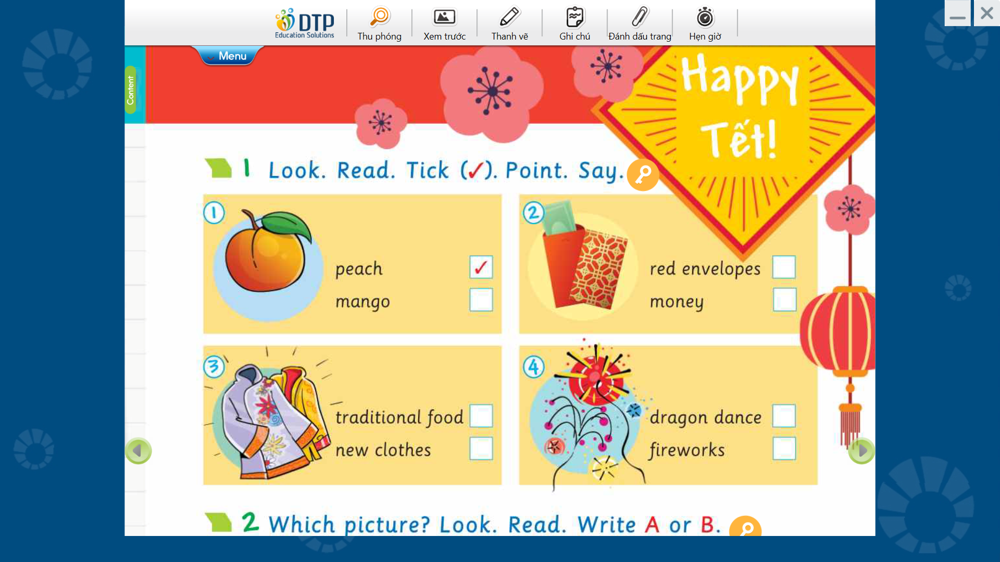 DTP
Education Solutions
Thu phóng
Xem trước
Thanh vẽ
Ghi chú
Đánh dấu trang
Hẹn giờ
Menu
Content
Happy
Tết!
1 Look. Read. Tick (✓). Point. Say.
1
peach ✓
mango
2
red envelopes
money
3
traditional food
new clothes
4
dragon dance
fireworks
2 Which picture? Look. Read. Write A or B.